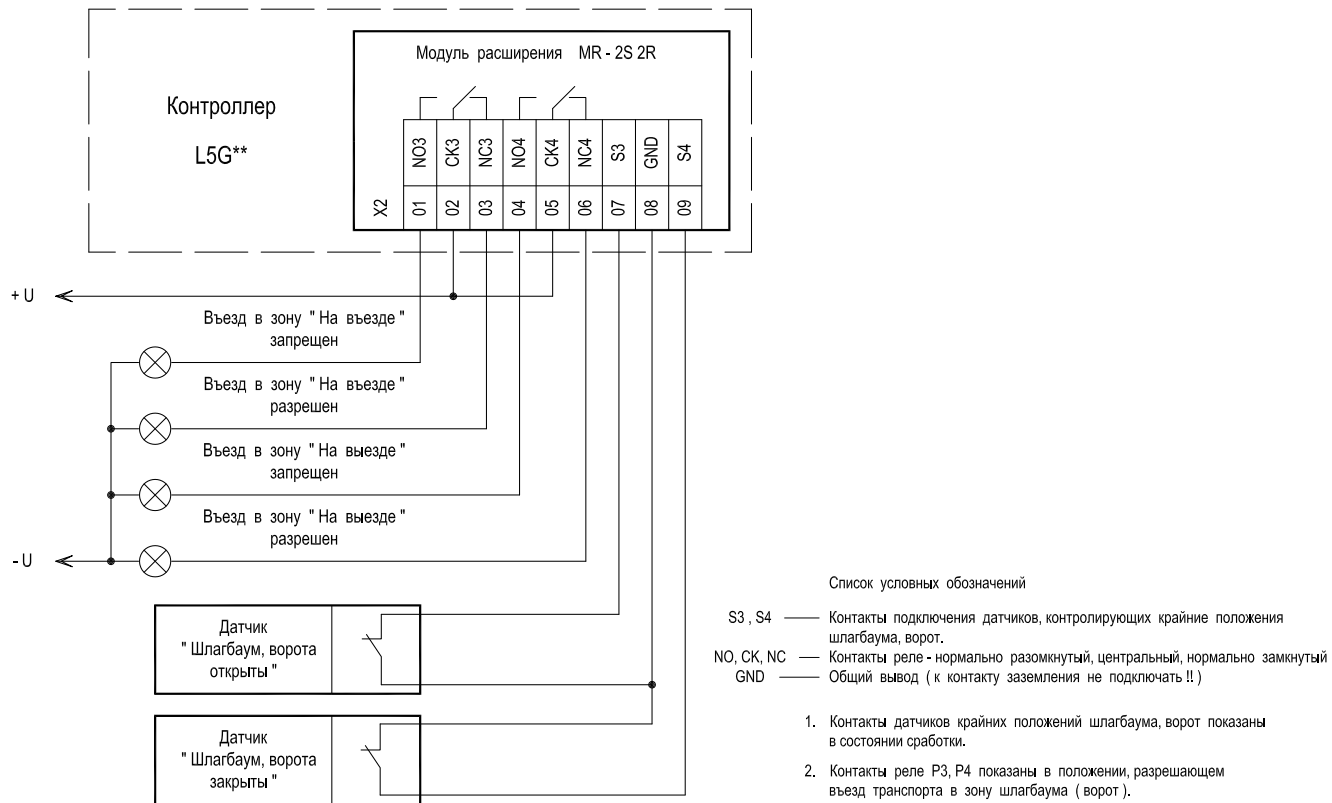 Модуль расширения MR - 2S 2R
Контроллер
L5G**
NO3
CK3
NC3
NO4
CK4
NC4
S3
GND
S4
X2
01
02
03
04
05
06
07
08
09
+ U
Въезд в зону " На въезде "
запрещен
Въезд в зону " На въезде "
разрешен
Въезд в зону " На выезде "
запрещен
Въезд в зону " На выезде "
разрешен
- U
Датчик
" Шлагбаум, ворота
открыты "
Датчик
" Шлагбаум, ворота
закрыты "
Список условных обозначений
S3 , S4 — Контакты подключения датчиков, контролирующих крайние положения
шлагбаума, ворот.
NO, CK, NC — Контакты реле - нормально разомкнутый, центральный, нормально замкнутый
GND — Общий вывод ( к контакту заземления не подключать !! )
1. Контакты датчиков крайних положений шлагбаума, ворот показаны
в состоянии сработки.
2. Контакты реле P3, P4 показаны в положении, разрешающем
въезд транспорта в зону шлагбаума ( ворот ).